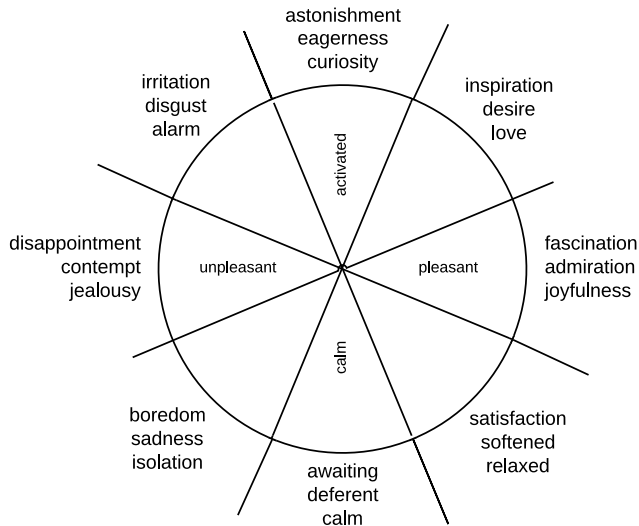 astonishment
eagerness
curiosity
irritation
disgust
alarm
inspiration
desire
love
activated
disappointment
contempt
jealousy
unpleasant
pleasant
fascination
admiration
joyfulness
calm
boredom
sadness
isolation
satisfaction
softened
relaxed
awaiting
deferent
calm